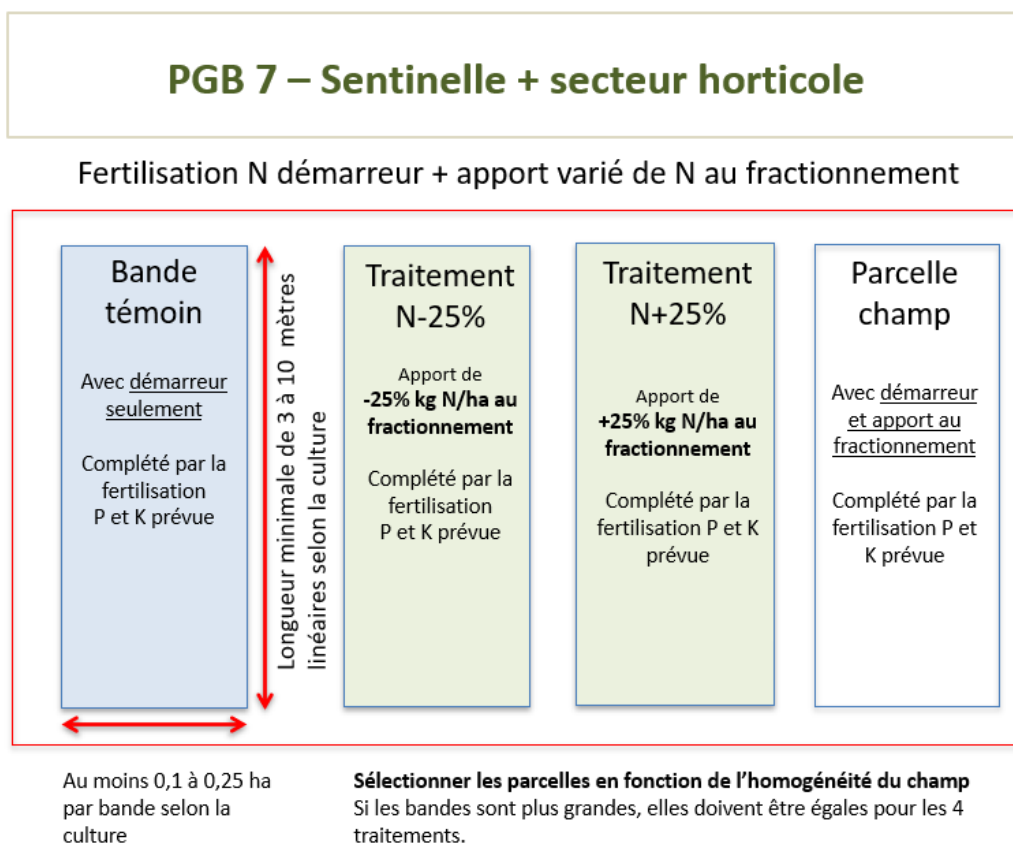 PGB 7 – Sentinelle + secteur horticole
Fertilisation N démarreur + apport varié de N au fractionnement
Bande
témoin
Avec démarreur
seulement
Complété par la
fertilisation
P et K prévue
Longueur minimale de 3 à 10 mètres
linéaires selon la culture
Traitement
N-25%
Apport de
-25% kg N/ha au
fractionnement
Complété par la
fertilisation
P et K prévue
Traitement
N+25%
Apport de
+25% kg N/ha au
fractionnement
Complété par la
fertilisation P et K
prévue
Parcelle
champ
Avec démarreur
et apport au
fractionnement
Complété par la
fertilisation P et
K prévue
Au moins 0,1 à 0,25 ha
par bande selon la
culture
Sélectionner les parcelles en fonction de l’homogénéité du champ
Si les bandes sont plus grandes, elles doivent être égales pour les 4
traitements.